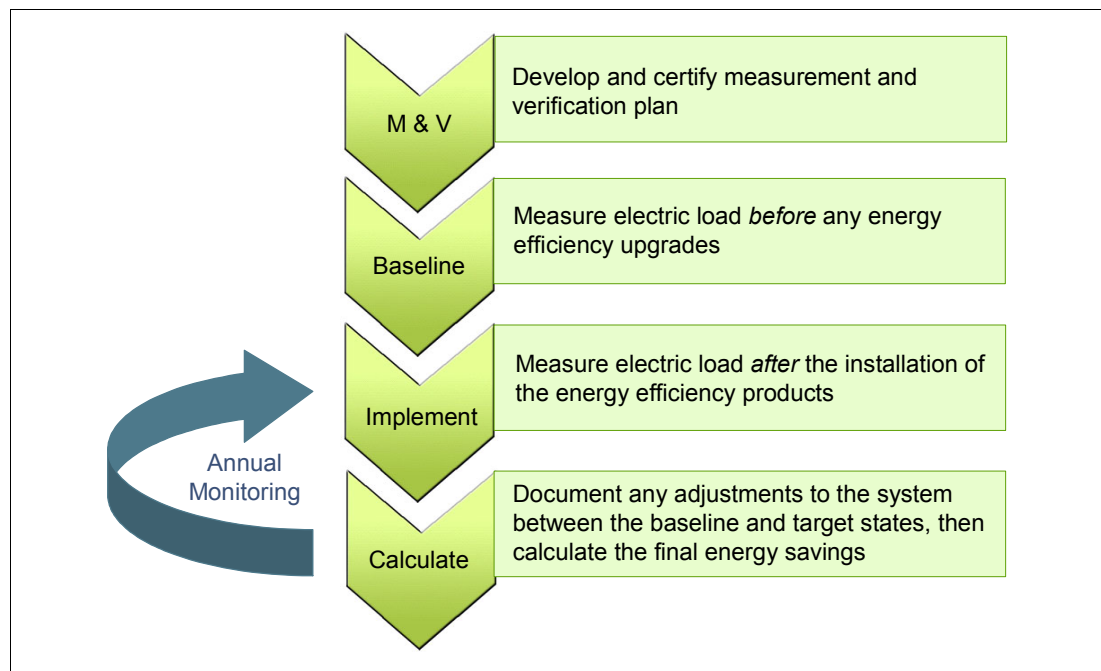 M & V
Develop and certify measurement and
verification plan
Baseline
Measure electric load before any energy
efficiency upgrades
Implement
Measure electric load after the installation of
the energy efficiency products
Annual
Monitoring
Calculate
Document any adjustments to the system
between the baseline and target states, then
calculate the final energy savings